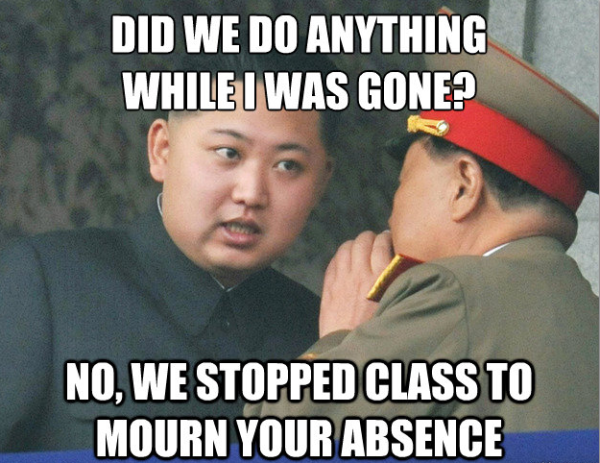 DID WE DO ANYTHING
WHILE I WAS GONE?
NO, WE STOPPED CLASS TO
MOURN YOUR ABSENCE